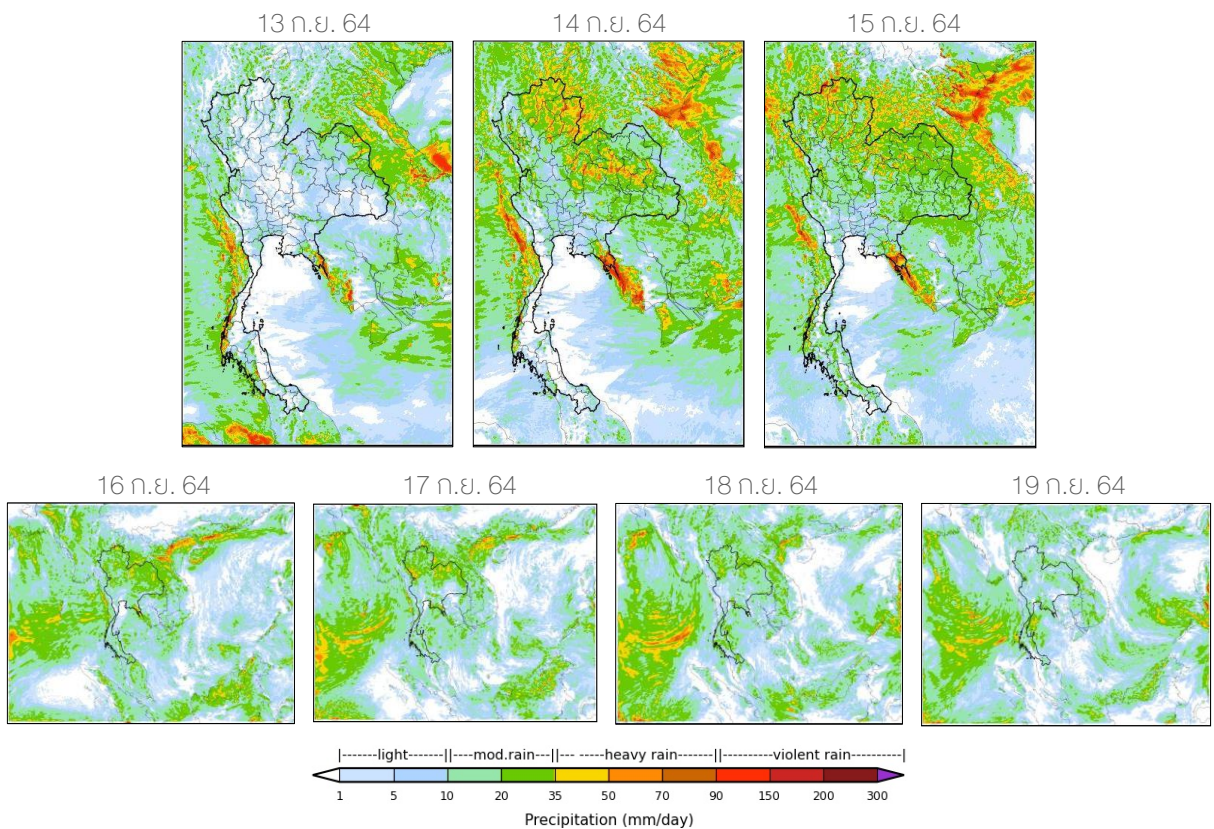 13 ก.ย. 64 14 ก.ย. 64 15 ก.ย. 64
16 ก.ย. 64 17 ก.ย. 64 18 ก.ย. 64 19 ก.ย. 64
|-------light-------||----mod.rain---||--- -----heavy rain------||---------violent rain----------|
1 5 10 20 35 50 70 90 150 200 300
Precipitation (mm/day)